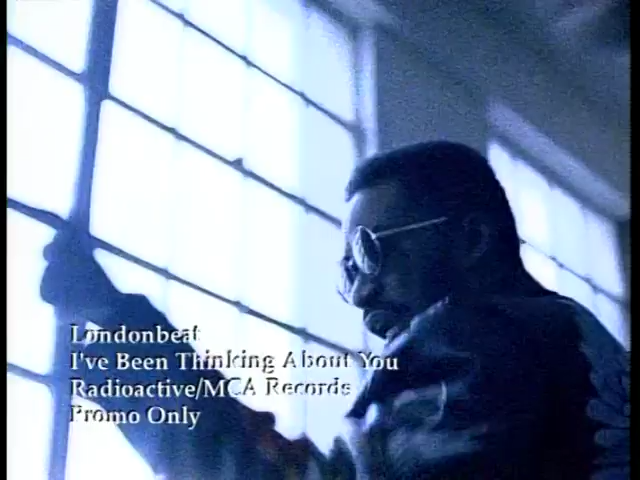 Londonbeat
I've Been Thinking About You
Radioactive/MCA Records
Promo Only